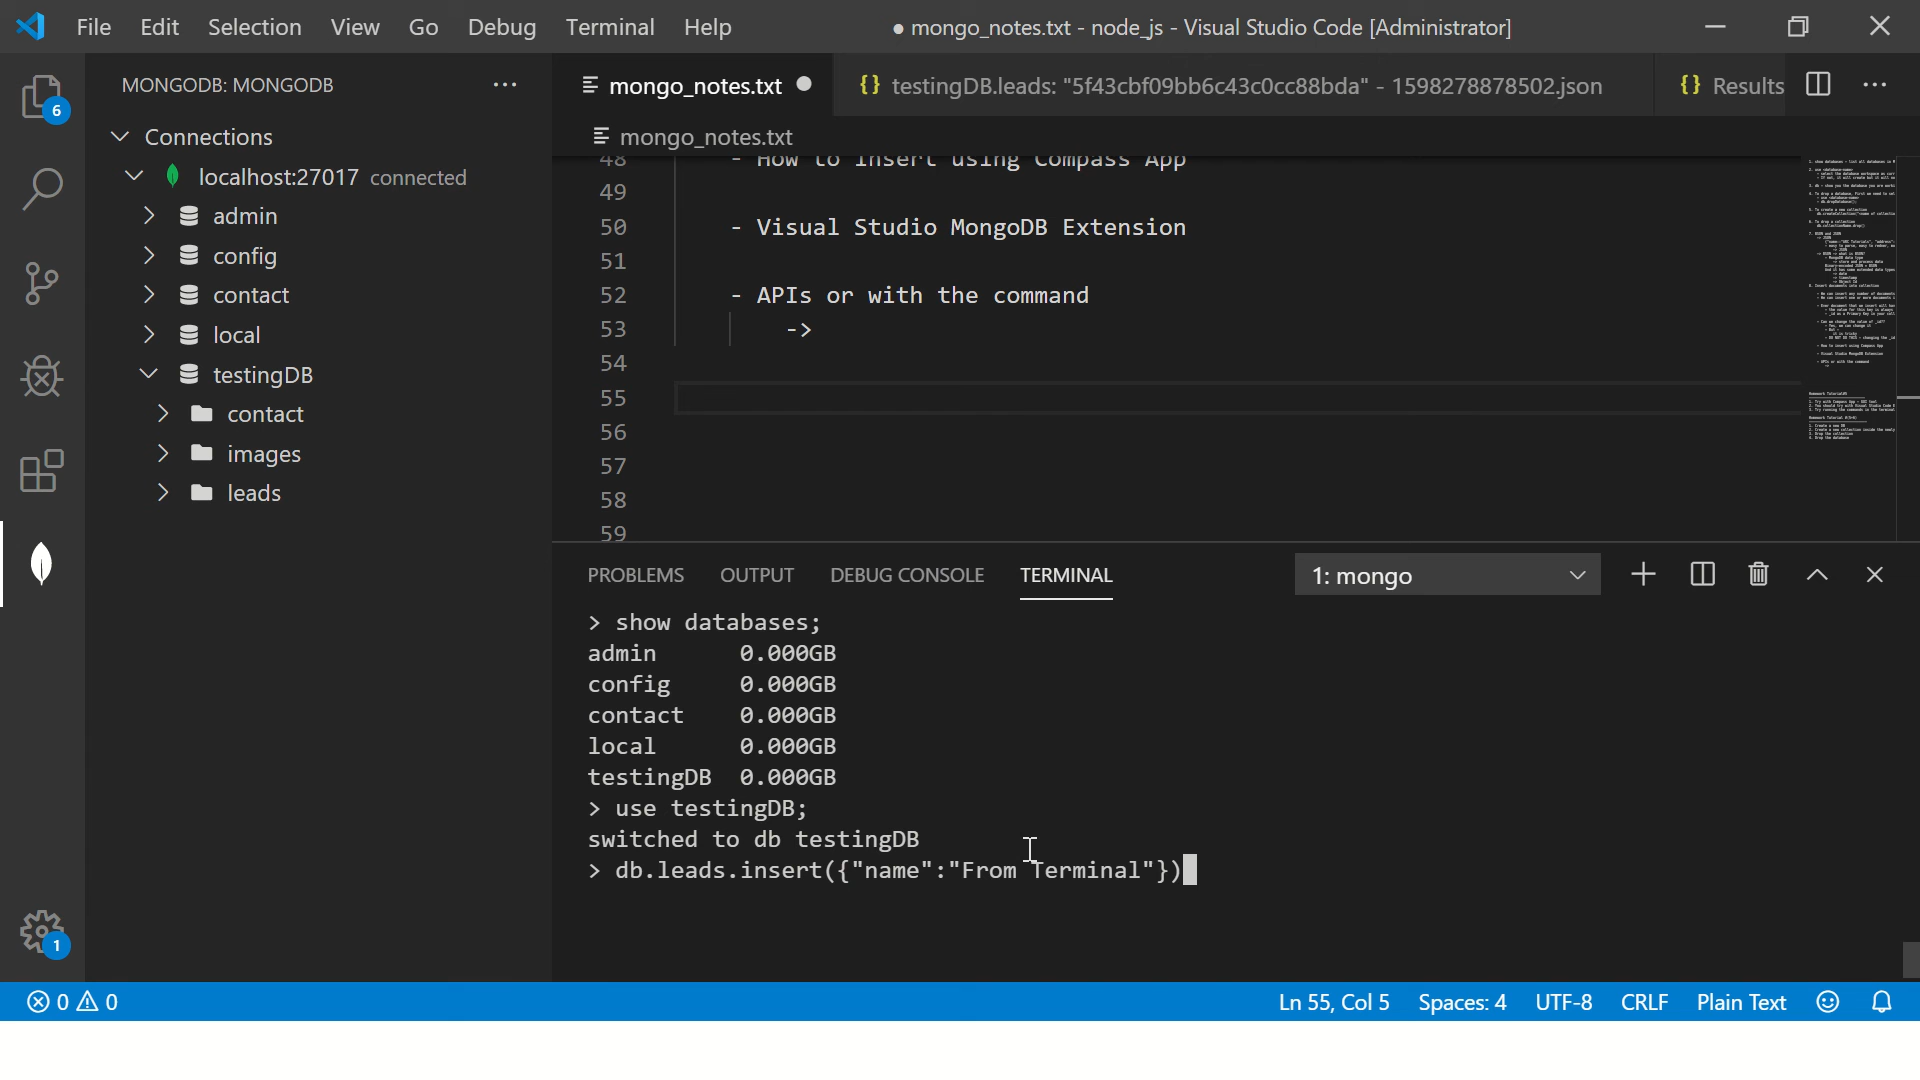 File Edit Selection View Go Debug Terminal Help ● mongo_notes.txt - node_js - Visual Studio Code [Administrator]
MONGODB: MONGODB
mongo_notes.txt
testingDB.leads: "5f43cbf09bb6c43c0cc88bda" - 1598278878502.json
Results
6
Connections
localhost:27017 connected
admin
config
contact
local
testingDB
contact
images
leads
1
mongo_notes.txt
48 - How to insert using Compass App
49
50 - Visual Studio MongoDB Extension
51
52 - APIs or with the command
53 ->
54
55
56
57
58
59
PROBLEMS OUTPUT DEBUG CONSOLE TERMINAL 1: mongo
> show databases;
admin 0.000GB
config 0.000GB
contact 0.000GB
local 0.000GB
testingDB 0.000GB
> use testingDB;
switched to db testingDB
> db.leads.insert({"name":"From Terminal"})
0 0 Ln 55, Col 5 Spaces: 4 UTF-8 CRLF Plain Text